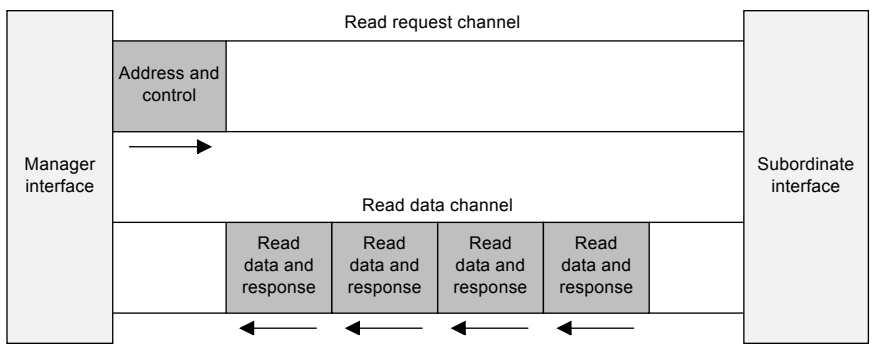 Read request channel
Address and
control
Manager
interface
Subordinate
interface
Read data channel
Read
data and
response
Read
data and
response
Read
data and
response
Read
data and
response